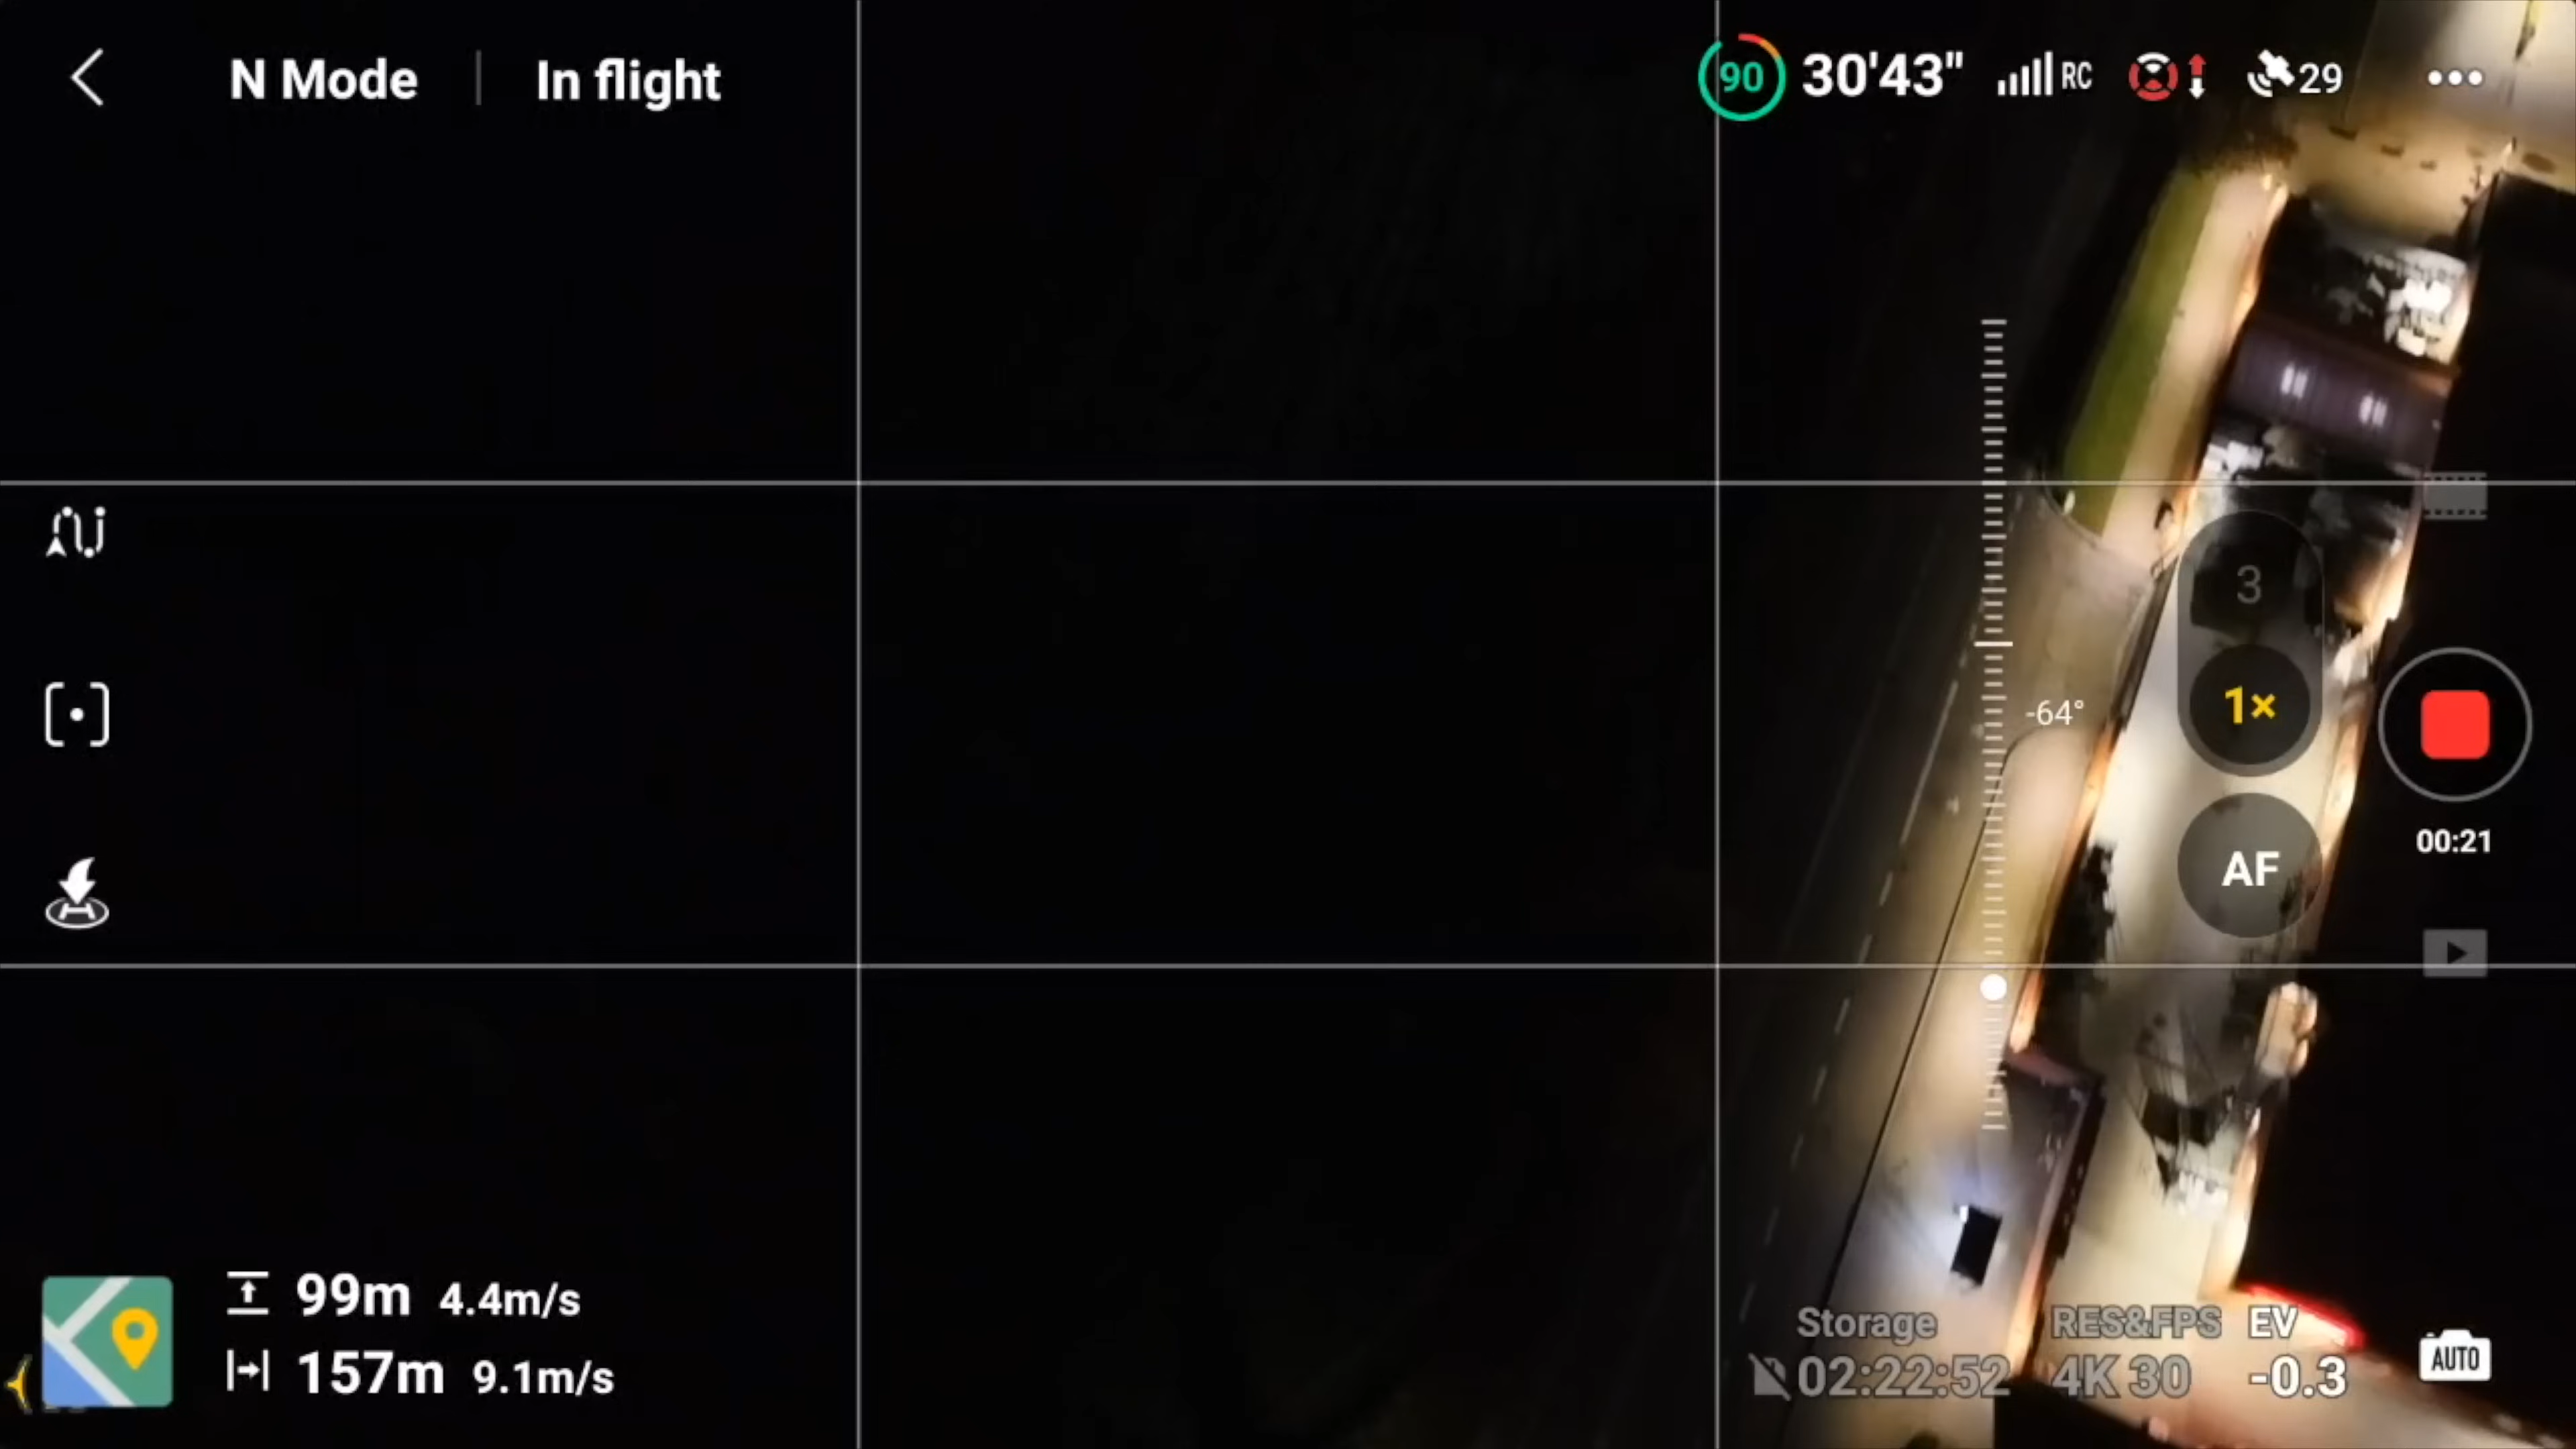 N Mode | In flight
90 30'43" RC 29
3
1×
-64°
00:21
AF
99m 4.4m/s
157m 9.1m/s
Storage RES&FPS EV
02:22:52 4K 30 -0.3
AUTO